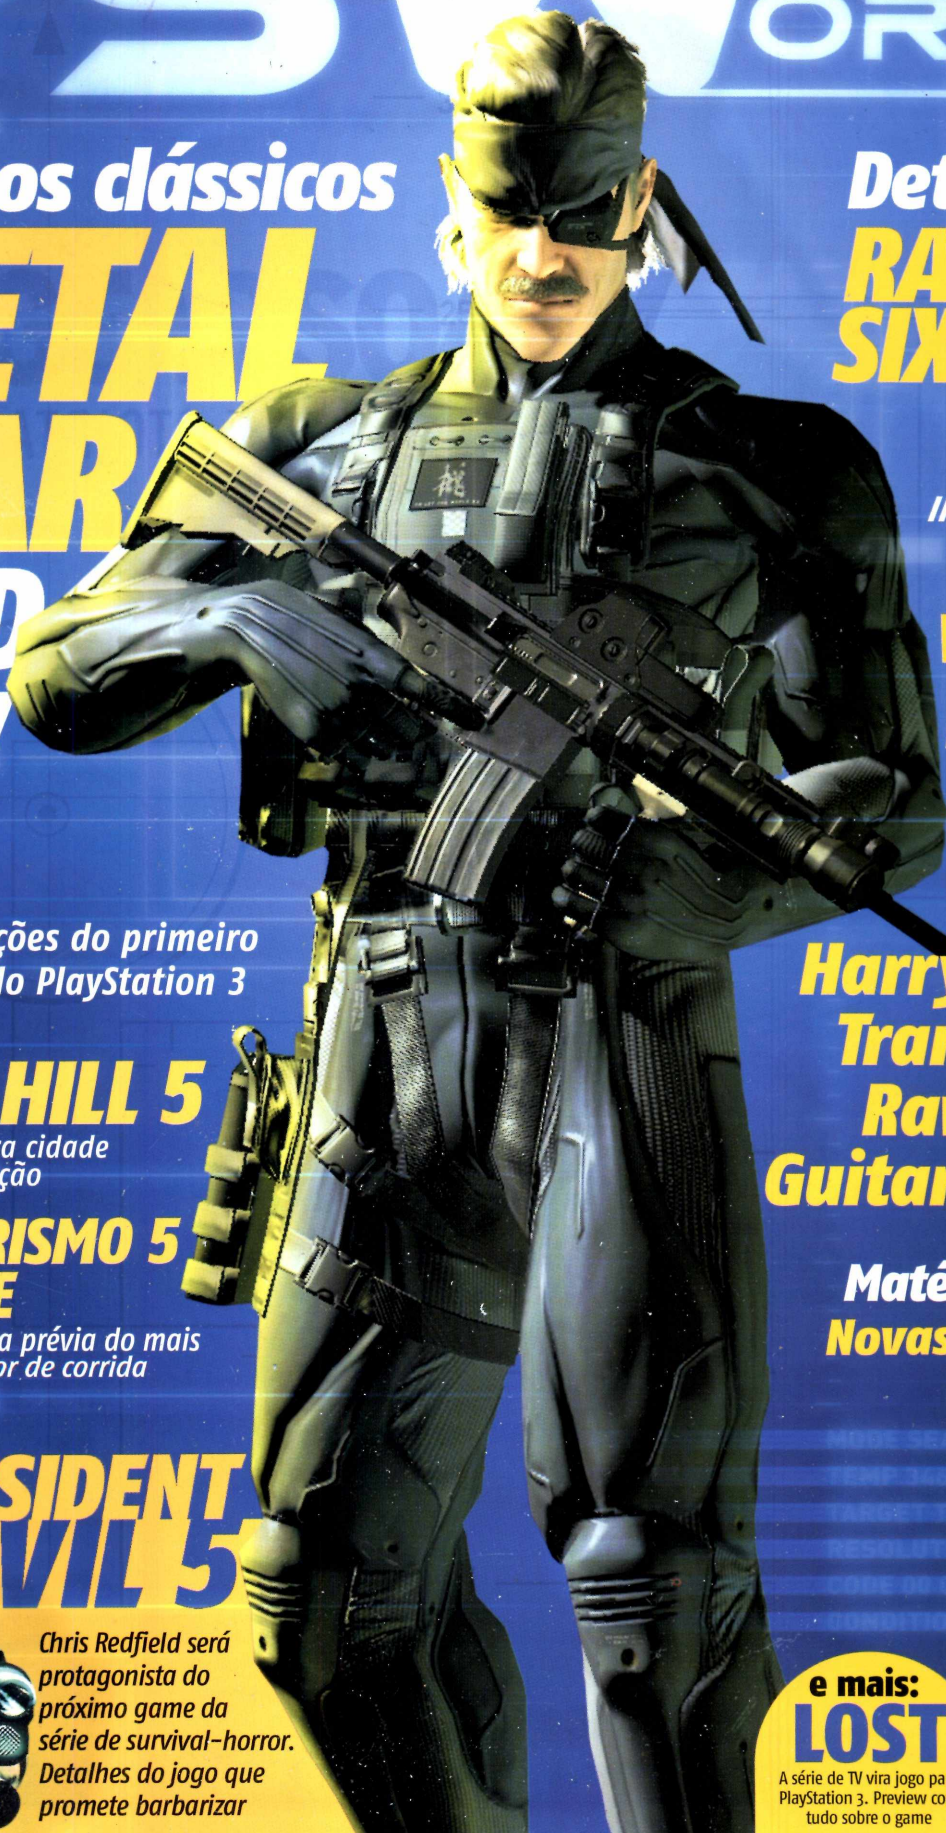 OR
os clássicos
ETAL
AR
D
ções do primeiro
do PlayStation 3
HILL 5
a cidade
ção
RISMO 5
E
a prévia do mais
or de corrida
SIDENT
VIL 5
Chris Redfield será
protagonista do
próximo game da
série de survival-horror.
Detalhes do jogo que
promete barbarizar
Det
RA
SIX
Harry
Tra
Ra
Guitar
Maté
Novas
e mais:
LOST
A série de TV vira jogo pa
PlayStation 3. Preview co
tudo sobre o game